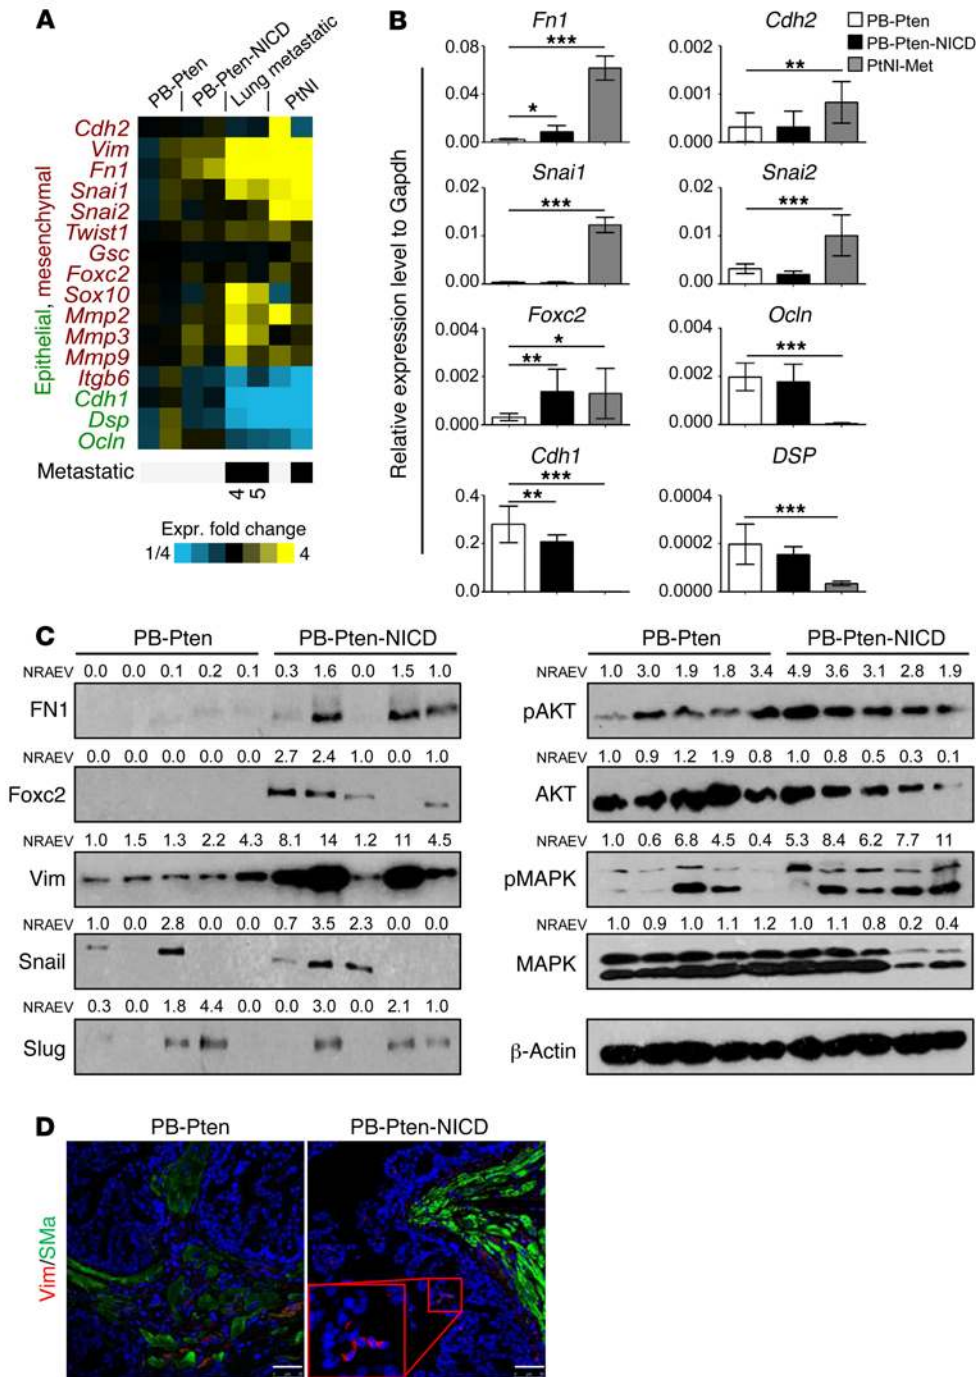 A
PB-Pten
PB-Pten-NICD
Lung metastatic
PtNI
Epithelial, mesenchymal
Cdh2
Vim
Fn1
Snai1
Snai2
Twist1
Gsc
Foxc2
Sox10
Mmp2
Mmp3
Mmp9
Itgb6
Cdh1
Dsp
Ocln
Metastatic
4 5
Expr. fold change
1/4 4
B
PB-Pten
PB-Pten-NICD
PtNI-Met
Relative expression level to Gapdh
Fn1
0.08
0.04
0.00
*
***
Cdh2
0.002
0.001
0.000
**
Snai1
0.02
0.01
0.00
***
Snai2
0.02
0.01
0.00
***
Foxc2
0.004
0.002
0.000
*
**
Ocln
0.004
0.002
0.000
***
Cdh1
0.4
0.2
0.0
***
**
DSP
0.0004
0.0002
0.0000
***
C
PB-Pten PB-Pten-NICD
NRAEV 0.0 0.0 0.1 0.2 0.1 0.3 1.6 0.0 1.5 1.0
FN1
NRAEV 0.0 0.0 0.0 0.0 0.0 2.7 2.4 1.0 0.0 1.0
Foxc2
NRAEV 1.0 1.5 1.3 2.2 4.3 8.1 14 1.2 11 4.5
Vim
NRAEV 1.0 0.0 2.8 0.0 0.0 0.7 3.5 2.3 0.0 0.0
Snail
NRAEV 0.3 0.0 1.8 4.4 0.0 0.0 3.0 0.0 2.1 1.0
Slug
PB-Pten PB-Pten-NICD
NRAEV 1.0 3.0 1.9 1.8 3.4 4.9 3.6 3.1 2.8 1.9
pAKT
NRAEV 1.0 0.9 1.2 1.9 0.8 1.0 0.8 0.5 0.3 0.1
AKT
NRAEV 1.0 0.6 6.8 4.5 0.4 5.3 8.4 6.2 7.7 11
pMAPK
NRAEV 1.0 0.9 1.0 1.1 1.2 1.0 1.1 0.8 0.2 0.4
MAPK
β-Actin
D
PB-Pten PB-Pten-NICD
Vim/SMa